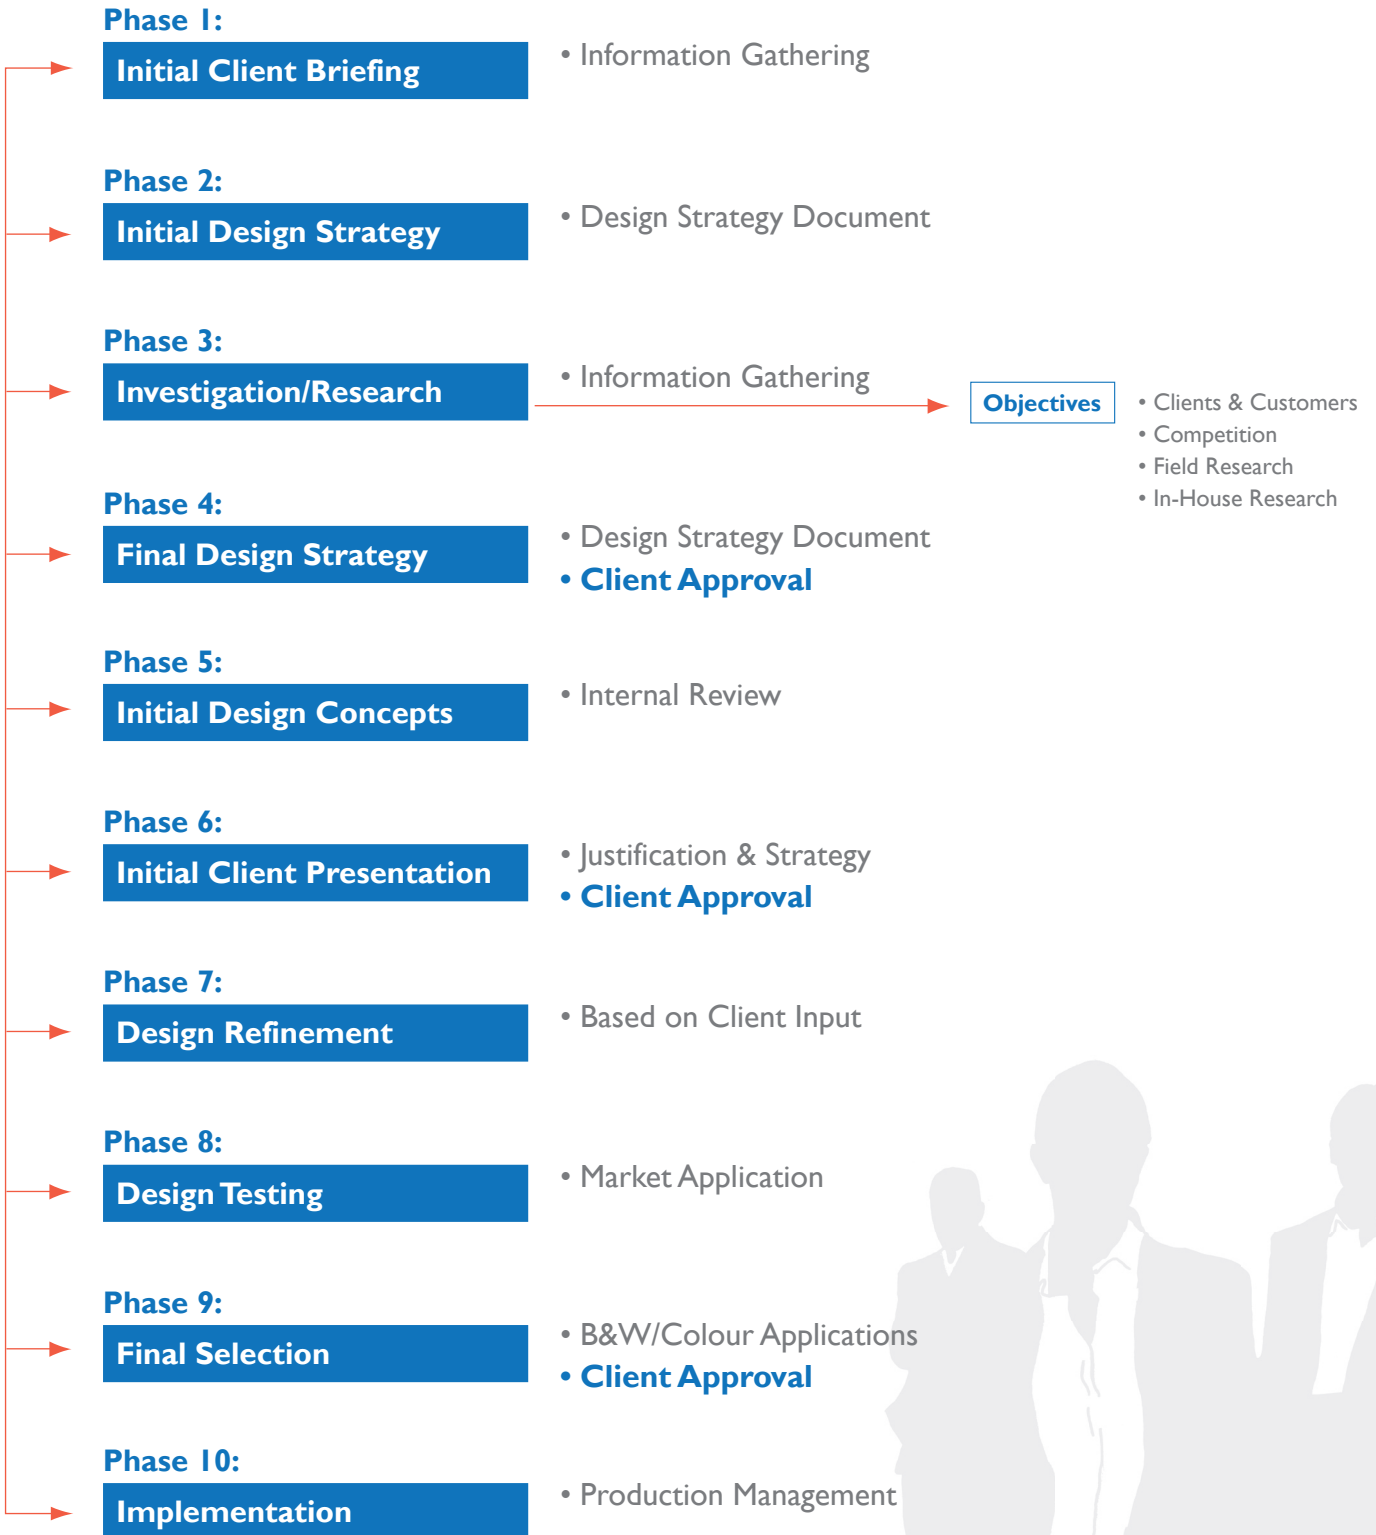 Phase 1:
Initial Client Briefing
• Information Gathering
Phase 2:
Initial Design Strategy
• Design Strategy Document
Phase 3:
Investigation/Research
• Information Gathering
Objectives
• Clients & Customers
• Competition
• Field Research
• In-House Research
Phase 4:
Final Design Strategy
• Design Strategy Document
• Client Approval
Phase 5:
Initial Design Concepts
• Internal Review
Phase 6:
Initial Client Presentation
• Justification & Strategy
• Client Approval
Phase 7:
Design Refinement
• Based on Client Input
Phase 8:
Design Testing
• Market Application
Phase 9:
Final Selection
• B&W/Colour Applications
• Client Approval
Phase 10:
Implementation
• Production Management